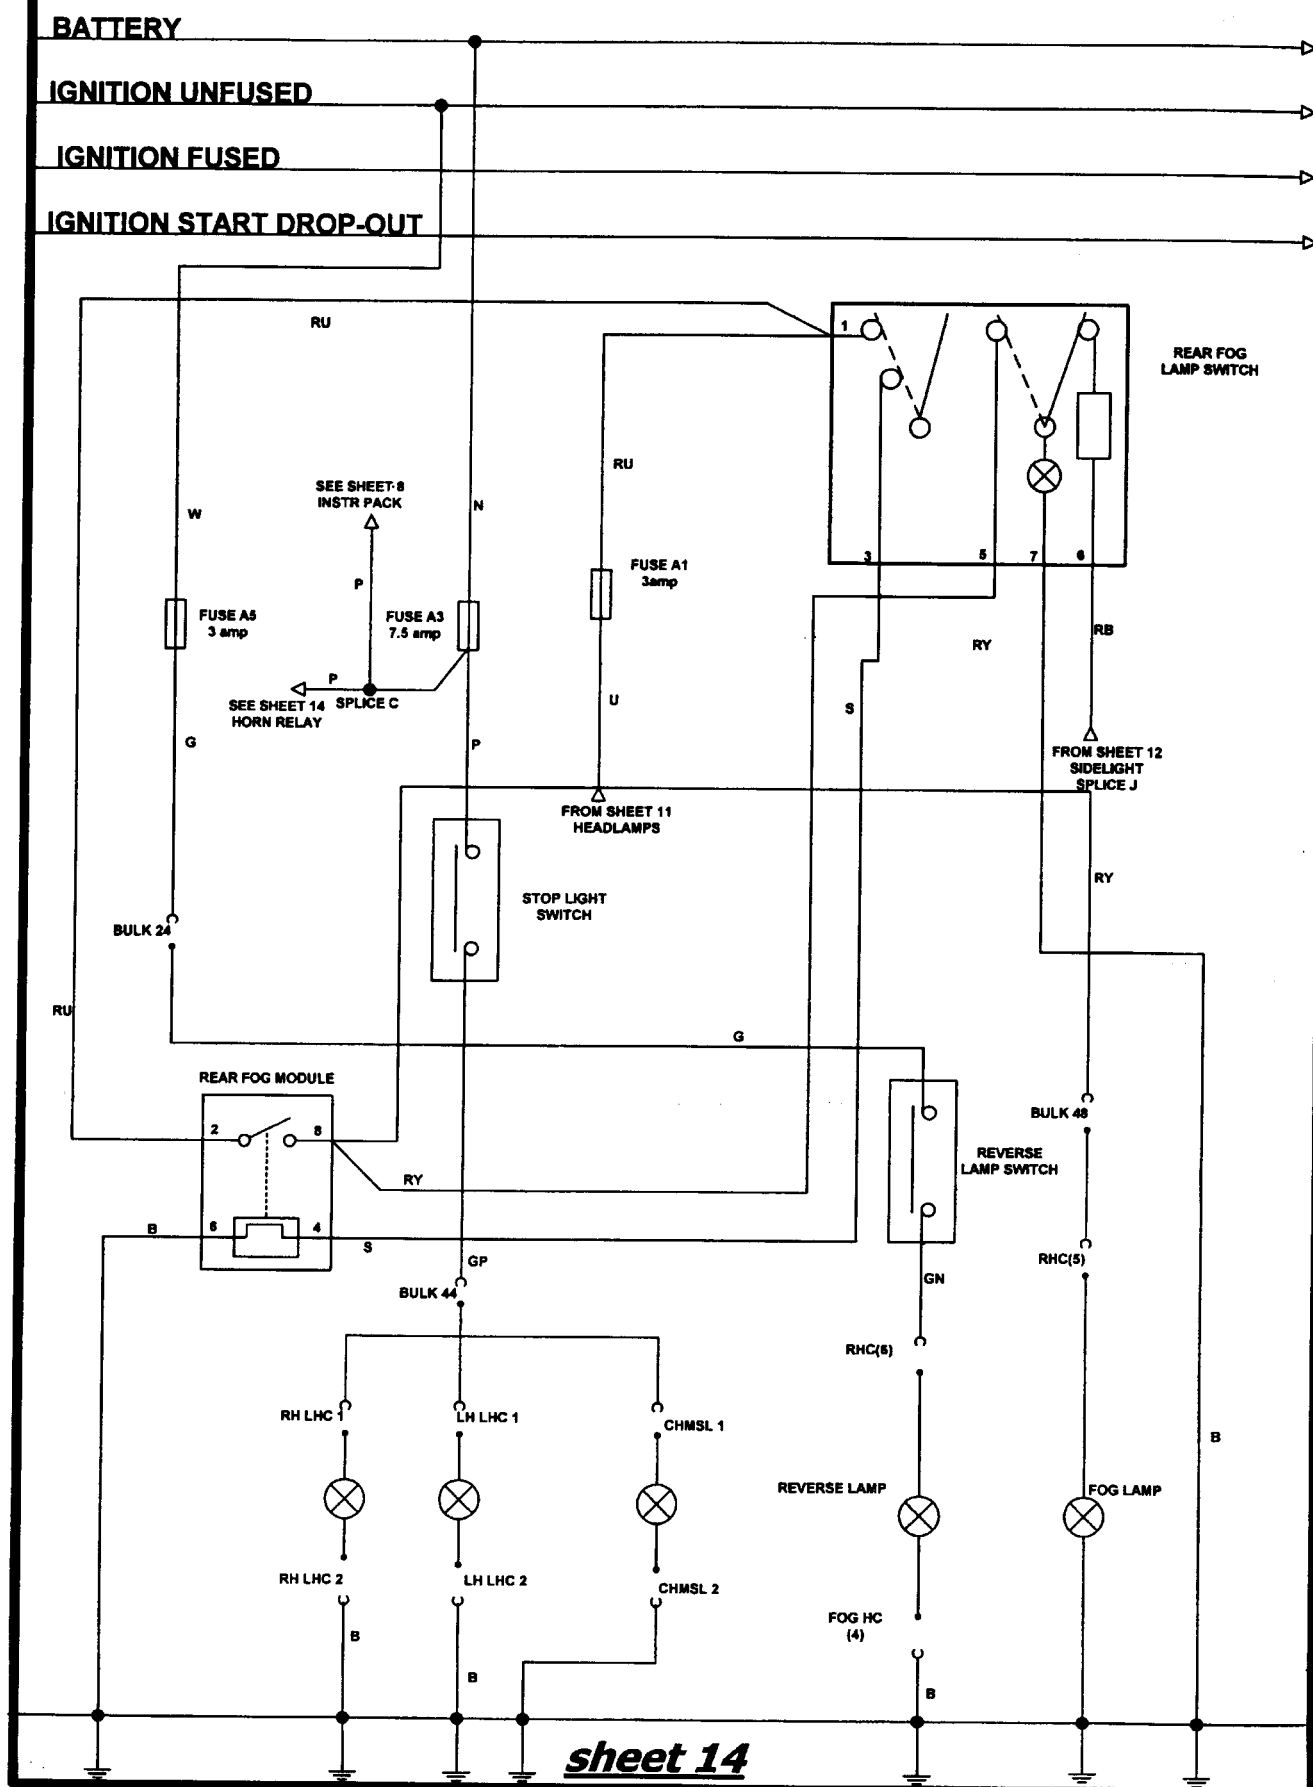 BATTERY
IGNITION UNFUSED
IGNITION FUSED
IGNITION START DROP-OUT
RU
1
REAR FOG
LAMP SWITCH
RU
SEE SHEET 8
INSTR PACK
W
N
3
5
7
6
P
FUSE A1
3amp
FUSE A5
3 amp
FUSE A3
7.5 amp
RY
RB
P
SEE SHEET 14
HORN RELAY
SPLICE C
U
S
G
P
FROM SHEET 12
SIDELIGHT
SPLICE J
FROM SHEET 11
HEADLAMPS
RY
STOP LIGHT
SWITCH
BULK 24
RU
G
REAR FOG MODULE
2
8
BULK 48
REVERSE
LAMP SWITCH
RY
B
6
4
S
GP
RHC(5)
GN
BULK 44
RHC(6)
RH LHC 1
LH LHC 1
CHMSL 1
B
REVERSE LAMP
FOG LAMP
RH LHC 2
LH LHC 2
CHMSL 2
FOG HC
(4)
B
B
B
sheet 14